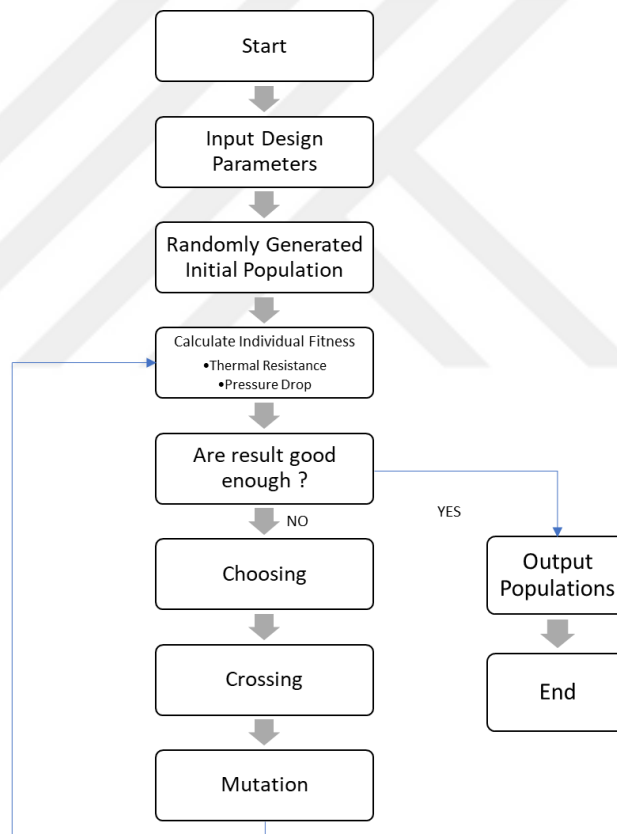 Start
Input Design
Parameters
Randomly Generated
Initial Population
Calculate Individual Fitness
•Thermal Resistance
•Pressure Drop
Are result good
enough ?
NO
YES
Choosing
Output
Populations
Crossing
End
Mutation